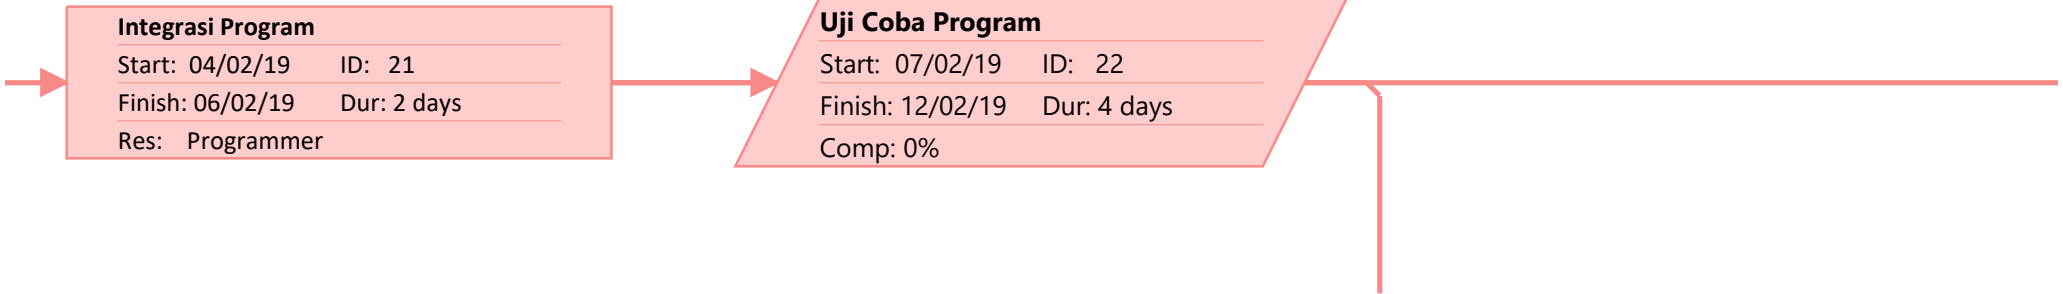 Integrasi Program
Start: 04/02/19 ID: 21
Finish: 06/02/19 Dur: 2 days
Res: Programmer
Uji Coba Program
Start: 07/02/19 ID: 22
Finish: 12/02/19 Dur: 4 days
Comp: 0%